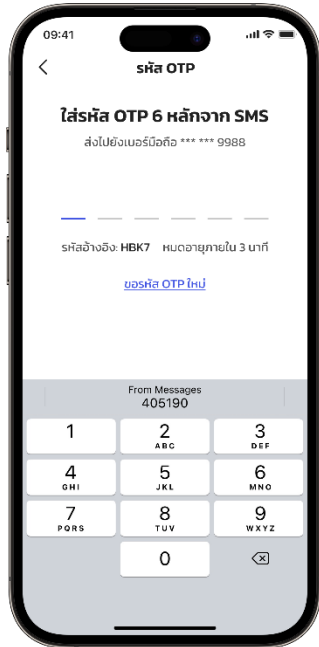 09:41
รหัส OTP
ใส่รหัส OTP 6 หลักจาก SMS
ส่งไปยังเบอร์มือถือ *** *** 9988
รหัสอ้างอิง: HBK7 หมดอายุภายใน 3 นาที
ขอรหัส OTP ใหม่
From Messages
405190
1 2 3
ABC DEF
4 5 6
GHI JKL MNO
7 8 9
PQRS TUV WXYZ
0